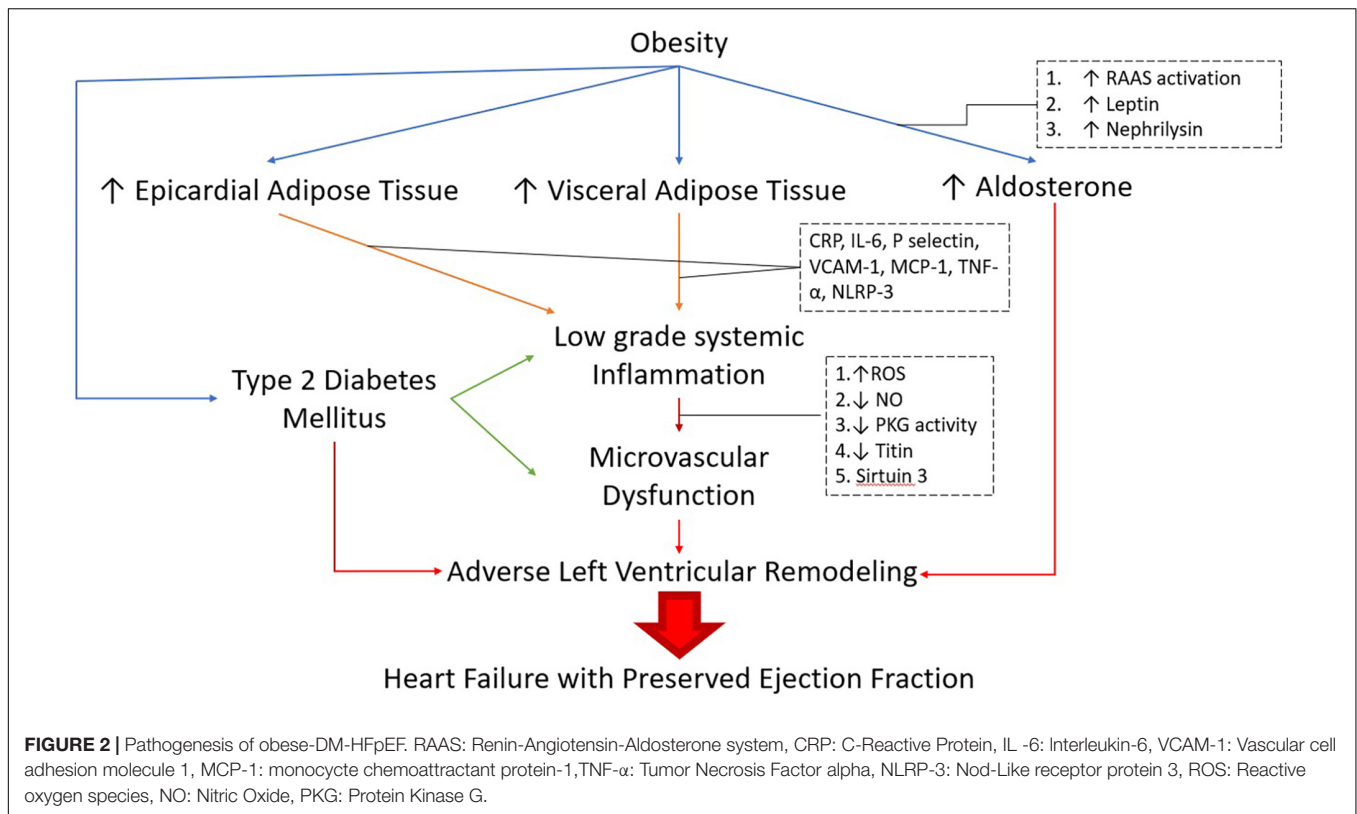 Obesity
1. ↑ RAAS activation
2. ↑ Leptin
3. ↑ Nephrilysin
↑ Epicardial Adipose Tissue
↑ Visceral Adipose Tissue
↑ Aldosterone
CRP, IL-6, P selectin,
VCAM-1, MCP-1, TNF-
α, NLRP-3
Low grade systemic
Inflammation
Type 2 Diabetes
Mellitus
1.↑ROS
2.↓ NO
3.↓ PKG activity
4.↓ Titin
5. Sirtuin 3
Microvascular
Dysfunction
Adverse Left Ventricular Remodeling
Heart Failure with Preserved Ejection Fraction
FIGURE 2 | Pathogenesis of obese-DM-HFpEF. RAAS: Renin-Angiotensin-Aldosterone system, CRP: C-Reactive Protein, IL -6: Interleukin-6, VCAM-1: Vascular cell
adhesion molecule 1, MCP-1: monocyte chemoattractant protein-1,TNF-α: Tumor Necrosis Factor alpha, NLRP-3: Nod-Like receptor protein 3, ROS: Reactive
oxygen species, NO: Nitric Oxide, PKG: Protein Kinase G.